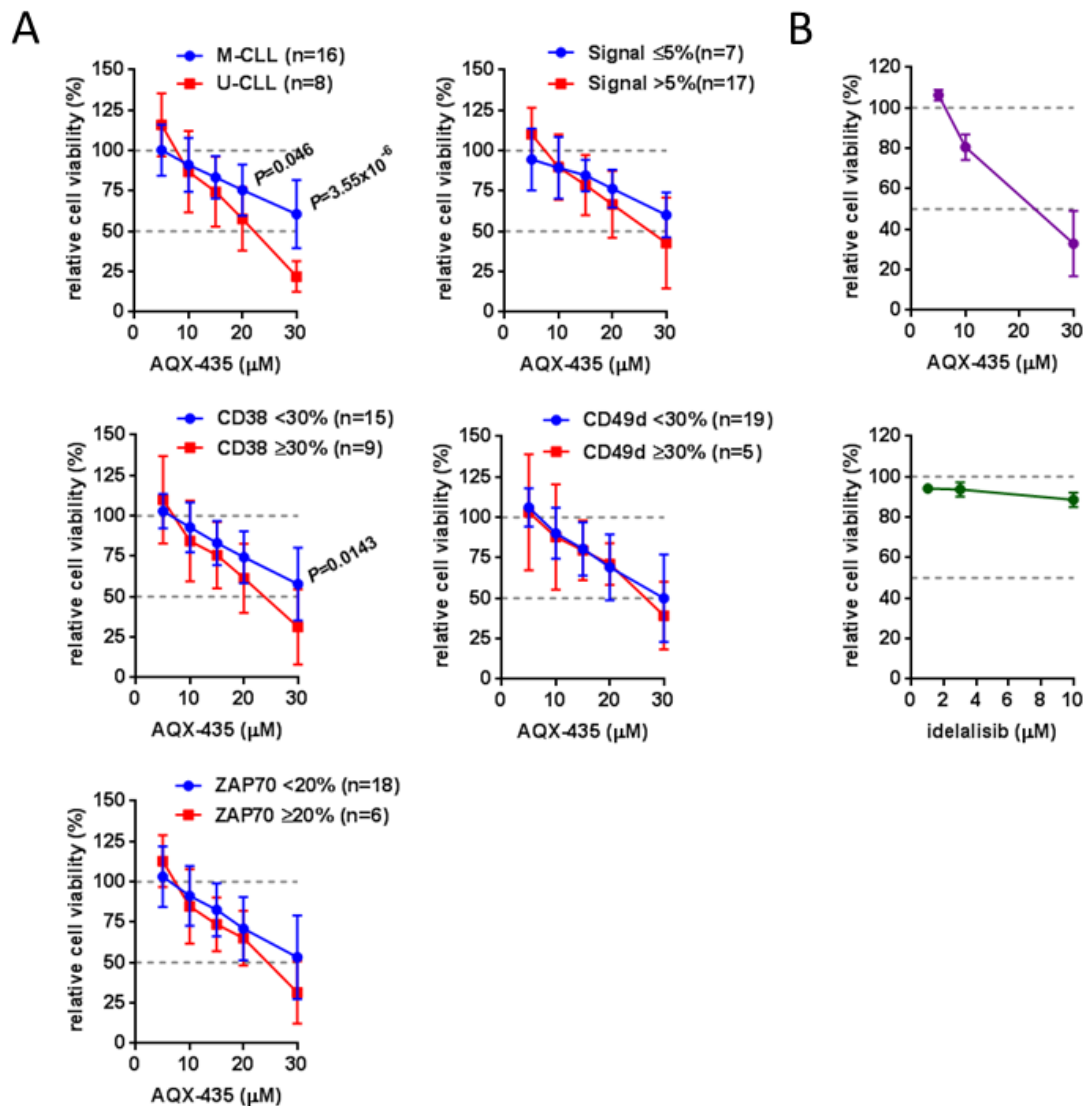 A
M-CLL (n=16)
U-CLL (n=8)
relative cell viability (%)
150
125
100
75
50
25
0
P=0.046
P=3.55x10⁻⁶
0 10 20 30
AQX-435 (µM)
Signal ≤5%(n=7)
Signal >5%(n=17)
relative cell viability (%)
150
125
100
75
50
25
0
0 10 20 30
AQX-435 (µM)
B
relative cell viability (%)
120
100
80
60
40
20
0
0 10 20 30
AQX-435 (µM)
CD38 <30% (n=15)
CD38 ≥30% (n=9)
relative cell viability (%)
150
125
100
75
50
25
0
P=0.0143
0 10 20 30
AQX-435 (µM)
CD49d <30% (n=19)
CD49d ≥30% (n=5)
relative cell viability (%)
150
125
100
75
50
25
0
0 10 20 30
AQX-435 (µM)
relative cell viability (%)
120
100
80
60
40
20
0
0 2 4 6 8 10
idelalisib (µM)
ZAP70 <20% (n=18)
ZAP70 ≥20% (n=6)
relative cell viability (%)
150
125
100
75
50
25
0
0 10 20 30
AQX-435 (µM)